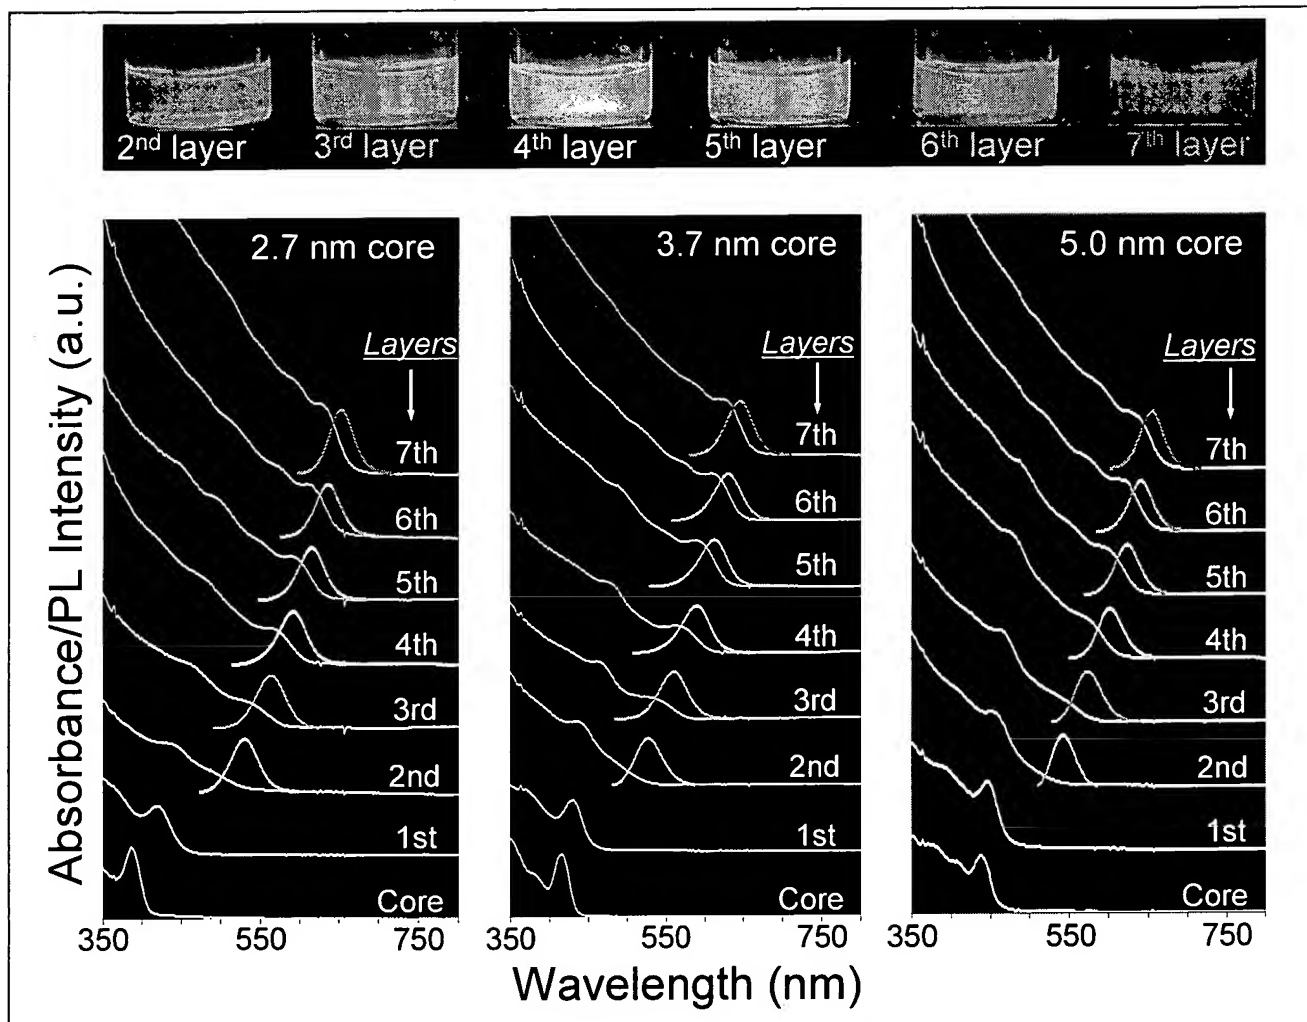 2nd layer
3rd layer
4th layer
5th layer
6th layer
7th layer
Absorbance/PL Intensity (a.u.)
2.7 nm core
Layers
7th
6th
5th
4th
3rd
2nd
1st
Core
350
550
750
3.7 nm core
Layers
7th
6th
5th
4th
3rd
2nd
1st
Core
350
550
750
5.0 nm core
Layers
7th
6th
5th
4th
3rd
2nd
1st
Core
350
550
750
Wavelength (nm)